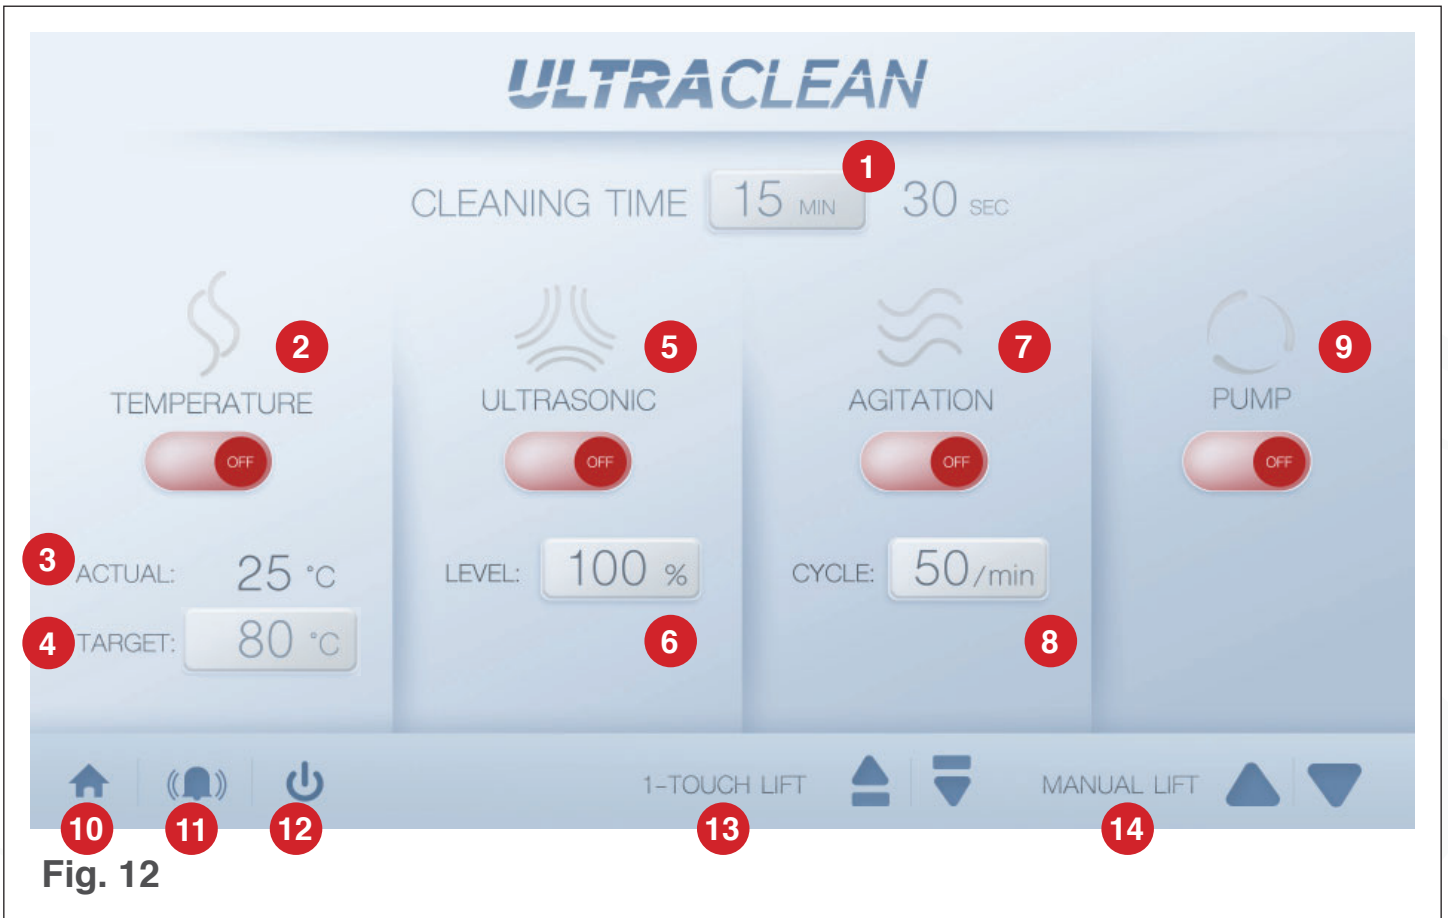 ULTRACLEAN
1
CLEANING TIME 15 MIN 30 SEC
2 5 7 9
TEMPERATURE ULTRASONIC AGITATION PUMP
OFF OFF OFF OFF
3 ACTUAL: 25 °C LEVEL: 100 % CYCLE: 50/min
4 TARGET: 80 °C 6 8
1-TOUCH LIFT MANUAL LIFT
10 11 12 13 14
Fig. 12